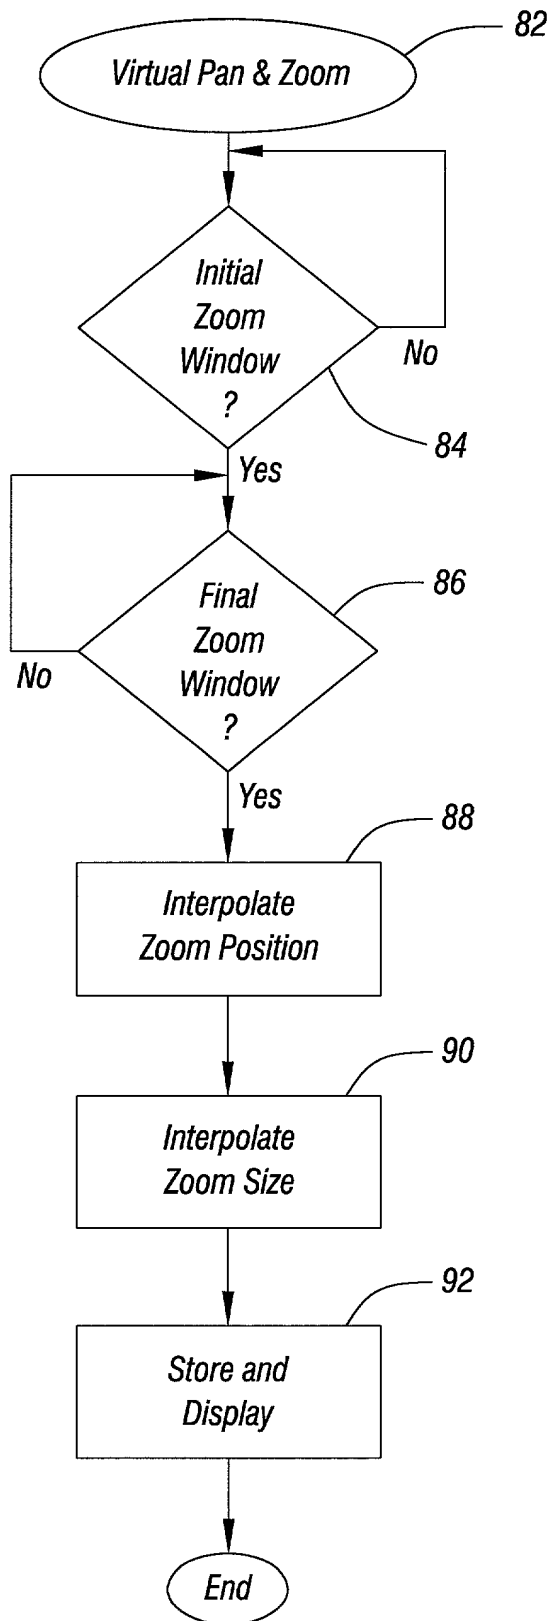 82
Virtual Pan & Zoom
Initial
Zoom
Window
?
No
84
Yes
86
Final
Zoom
Window
?
No
Yes
88
Interpolate
Zoom Position
90
Interpolate
Zoom Size
92
Store and
Display
End